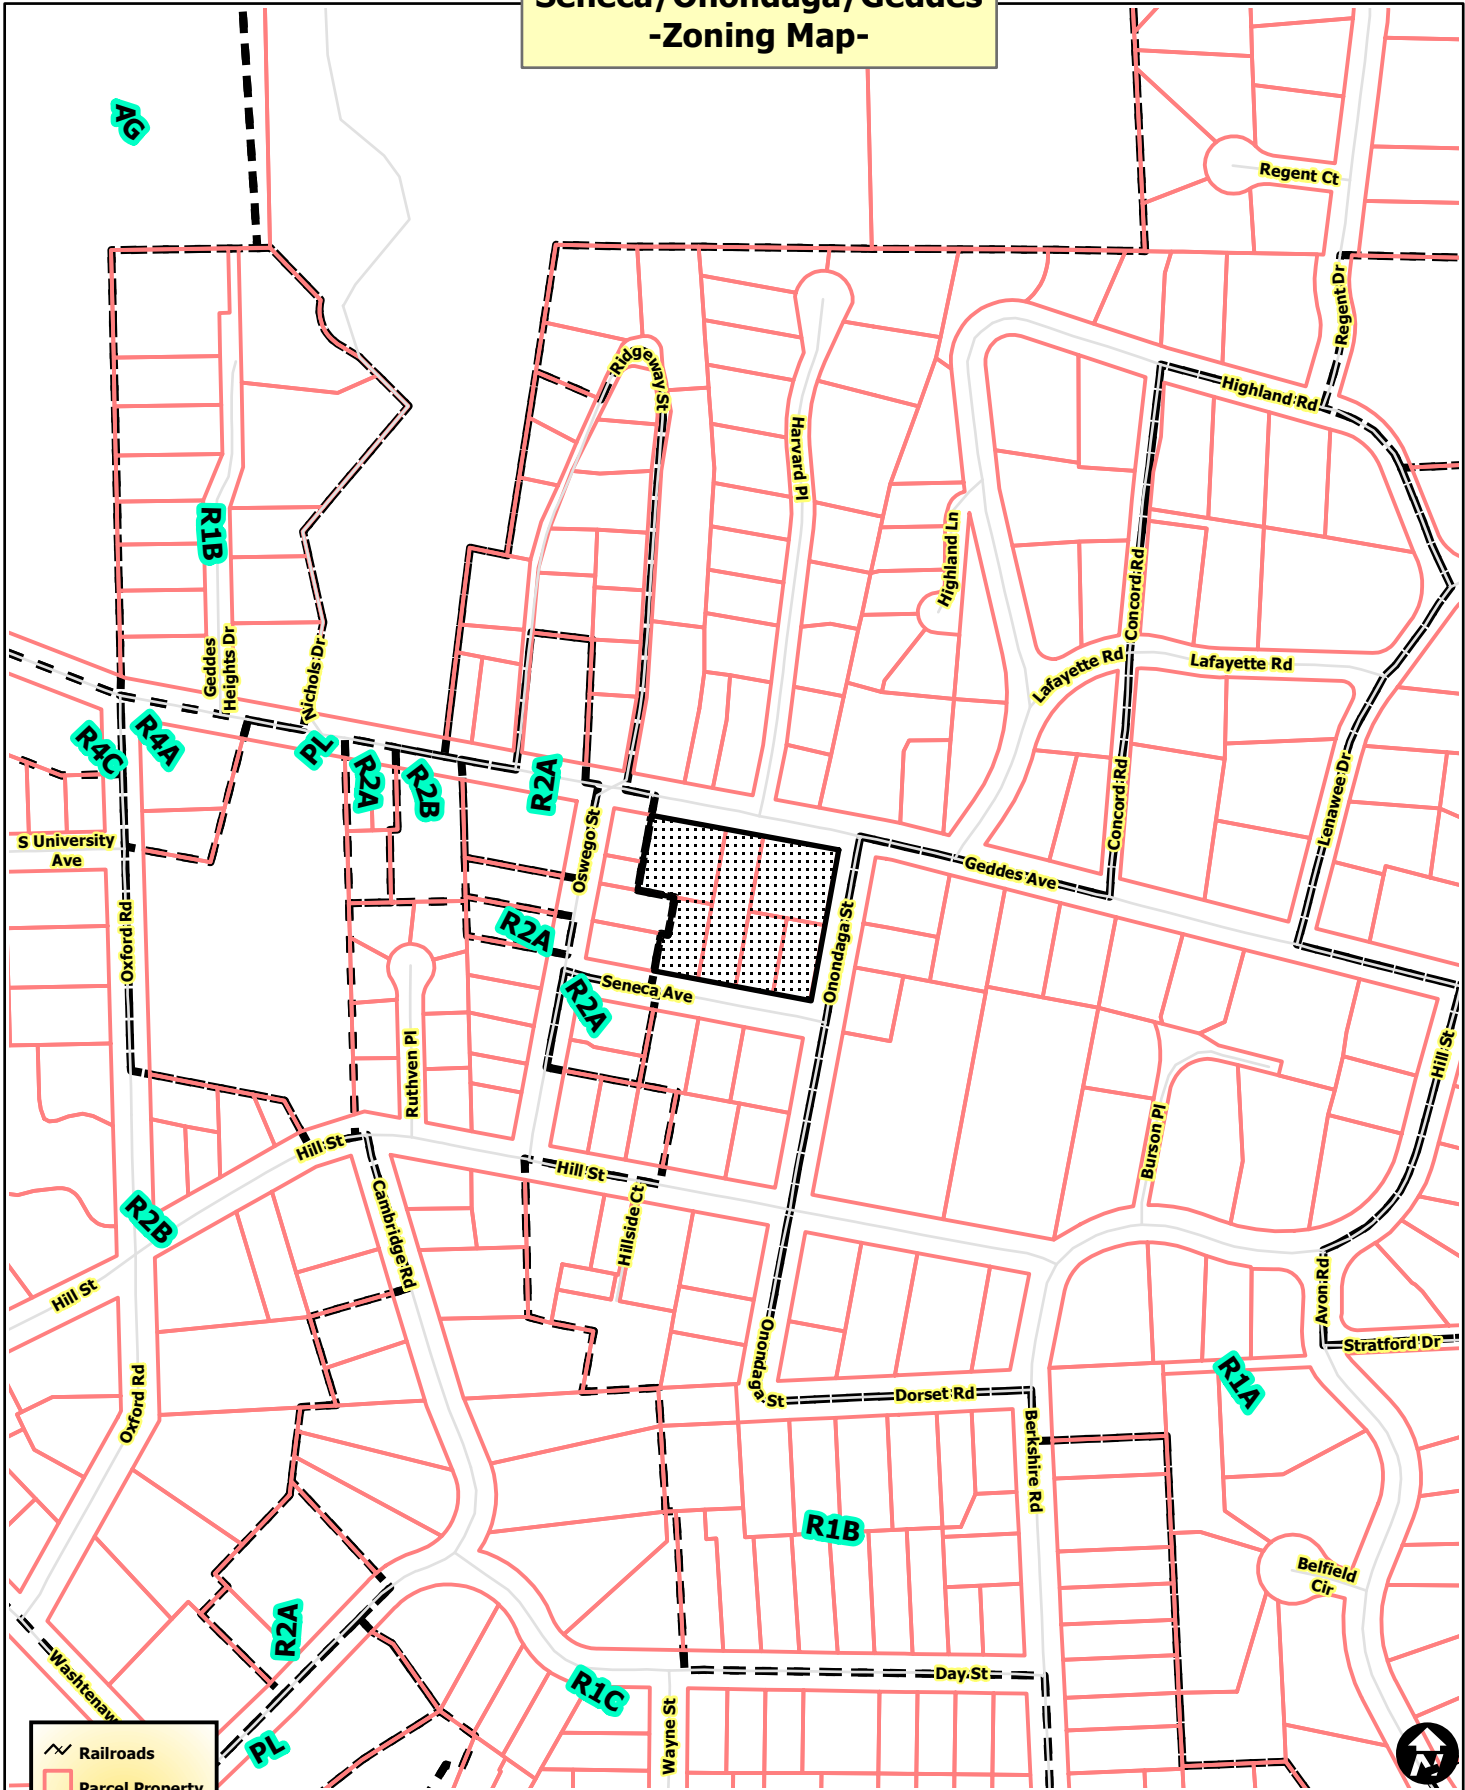 Seneca/Onondaga/Geddes
-Zoning Map-
AG
Regent Ct
Regent Dr
Ridgeway St
Highland Rd
Harvard Pl
R1B
Highland Ln
Concord Rd
Geddes
Heights Dr
Nichols Dr
Lafayette Rd
Lafayette Rd
R4C
R4A
PL
R2A
R2B
R2A
Concord Rd
Lenawee Dr
S University
Ave
Oswego St
Geddes Ave
Oxford Rd
R2A
Onondaga St
Seneca Ave
R2A
Ruthven Pl
Hill St
Burson Pl
Hill St
Hill St
R2B
Cambridge Rd
Hillside Ct
Hill St
Avon Rd
Stratford Dr
Onondaga St
R1A
Dorset Rd
Oxford Rd
Berkshire Rd
R1B
Belfield
Cir
R2A
Washtenaw
Day St
R1C
Wayne St
PL
Railroads
Parcel Property
N